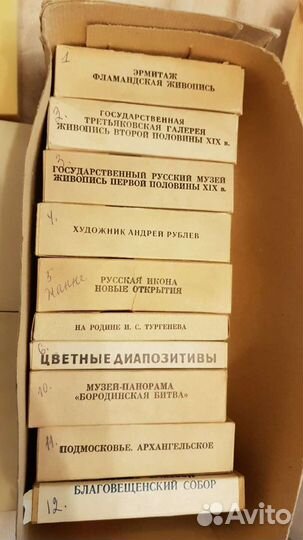 1
ЭРМИТАЖ
ФЛАМАНДСКАЯ ЖИВОПИСЬ
2.
ГОСУДАРСТВЕННАЯ
ТРЕТЬЯКОВСКАЯ ГАЛЕРЕЯ
ЖИВОПИСЬ ВТОРОЙ ПОЛОВИНЫ XIX в.
3.
ГОСУДАРСТВЕННЫЙ РУССКИЙ МУЗЕЙ
ЖИВОПИСЬ ПЕРВОЙ ПОЛОВИНЫ XIX в.
4.
ХУДОЖНИК АНДРЕЙ РУБЛЕВ
5
РУССКАЯ ИКОНА
НОВЫЕ ОТКРЫТИЯ
НА РОДИНЕ И. С. ТУРГЕНЕВА
6.
ЦВЕТНЫЕ ДИАПОЗИТИВЫ
10.
МУЗЕЙ-ПАНОРАМА
«БОРОДИНСКАЯ БИТВА»
11.
ПОДМОСКОВЬЕ. АРХАНГЕЛЬСКОЕ
12.
БЛАГОВЕЩЕНСКИЙ СОБОР
Avito